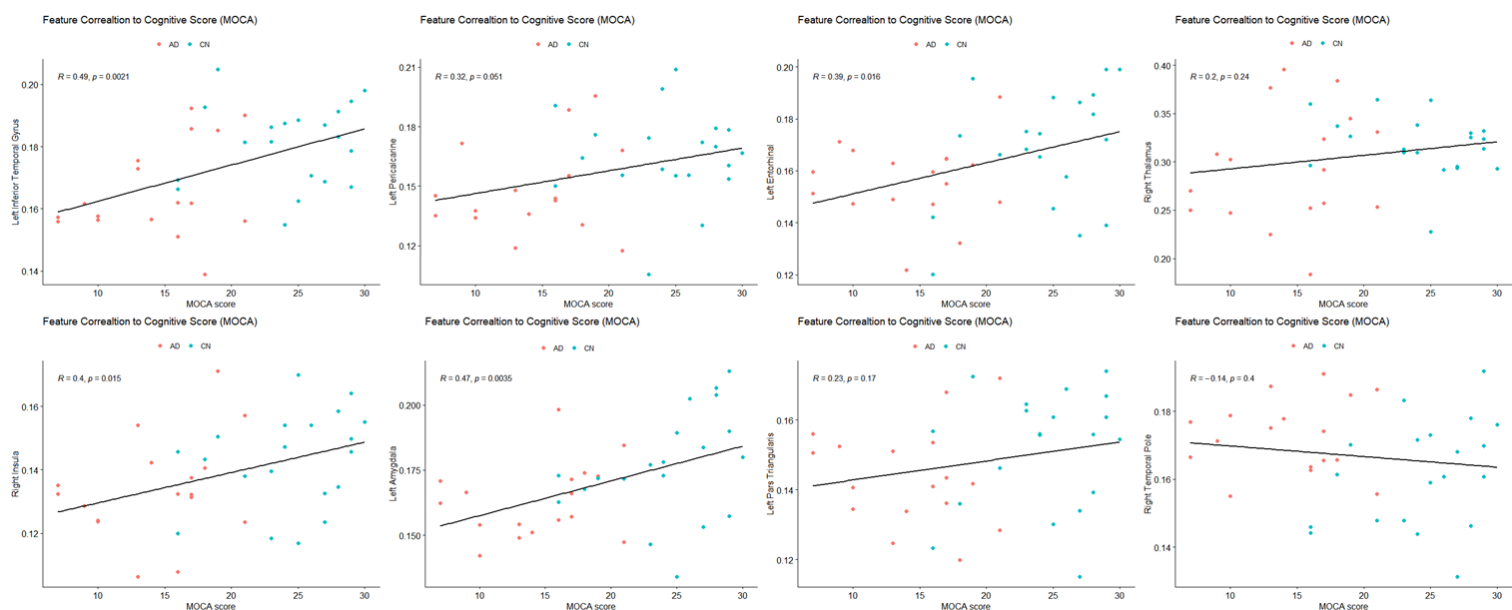 Feature Correaltion to Cognitive Score (MOCA)
AD CN
R = 0.49, p = 0.0021
0.20
0.18
0.16
0.14
Left Inferior Temporal Gyrus
10 15 20 25 30
MOCA score
Feature Correaltion to Cognitive Score (MOCA)
AD CN
R = 0.32, p = 0.051
0.21
0.18
0.15
0.12
Left Pericalcarine
10 15 20 25 30
MOCA score
Feature Correaltion to Cognitive Score (MOCA)
AD CN
R = 0.39, p = 0.016
0.20
0.18
0.16
0.14
0.12
Left Entorhinal
10 15 20 25 30
MOCA score
Feature Correaltion to Cognitive Score (MOCA)
AD CN
R = 0.2, p = 0.24
0.40
0.35
0.30
0.25
0.20
Right Thalamus
10 15 20 25 30
MOCA score
Feature Correaltion to Cognitive Score (MOCA)
AD CN
R = 0.4, p = 0.015
0.16
0.14
0.12
Right Insula
10 15 20 25 30
MOCA score
Feature Correaltion to Cognitive Score (MOCA)
AD CN
R = 0.47, p = 0.0035
0.200
0.175
0.150
Left Amygdala
10 15 20 25 30
MOCA score
Feature Correaltion to Cognitive Score (MOCA)
AD CN
R = 0.23, p = 0.17
0.16
0.14
0.12
Left Pars Triangularis
10 15 20 25 30
MOCA score
Feature Correaltion to Cognitive Score (MOCA)
AD CN
R = −0.14, p = 0.4
0.18
0.16
0.14
Right Temporal Pole
10 15 20 25 30
MOCA score